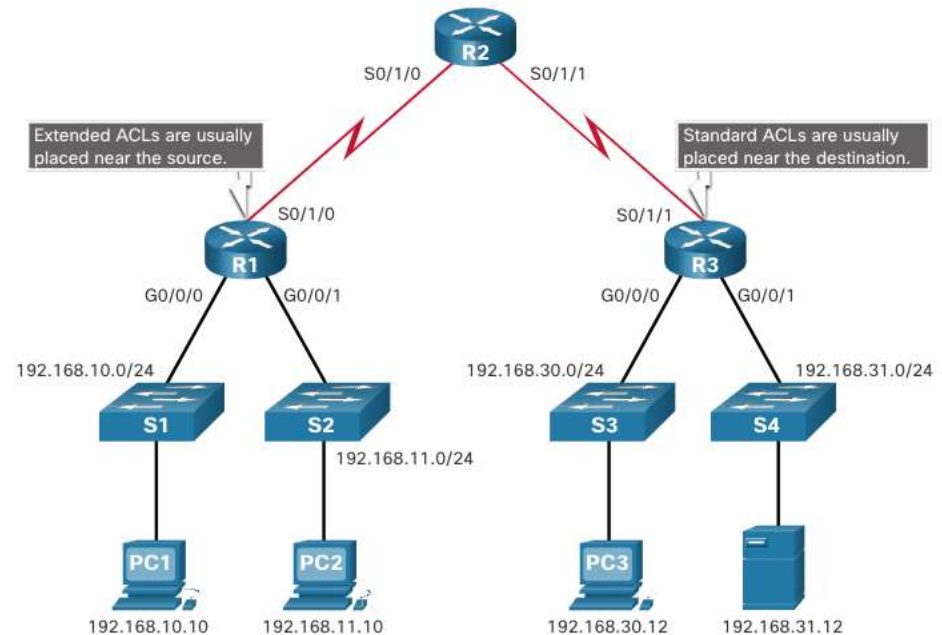 R2
S0/1/0
S0/1/1
Extended ACLs are usually
placed near the source.
Standard ACLs are usually
placed near the destination.
S0/1/0
S0/1/1
R1
R3
G0/0/0
G0/0/1
G0/0/0
G0/0/1
192.168.10.0/24
192.168.30.0/24
192.168.31.0/24
S1
S2
S3
S4
192.168.11.0/24
PC1
PC2
PC3
192.168.10.10
192.168.11.10
192.168.30.12
192.168.31.12